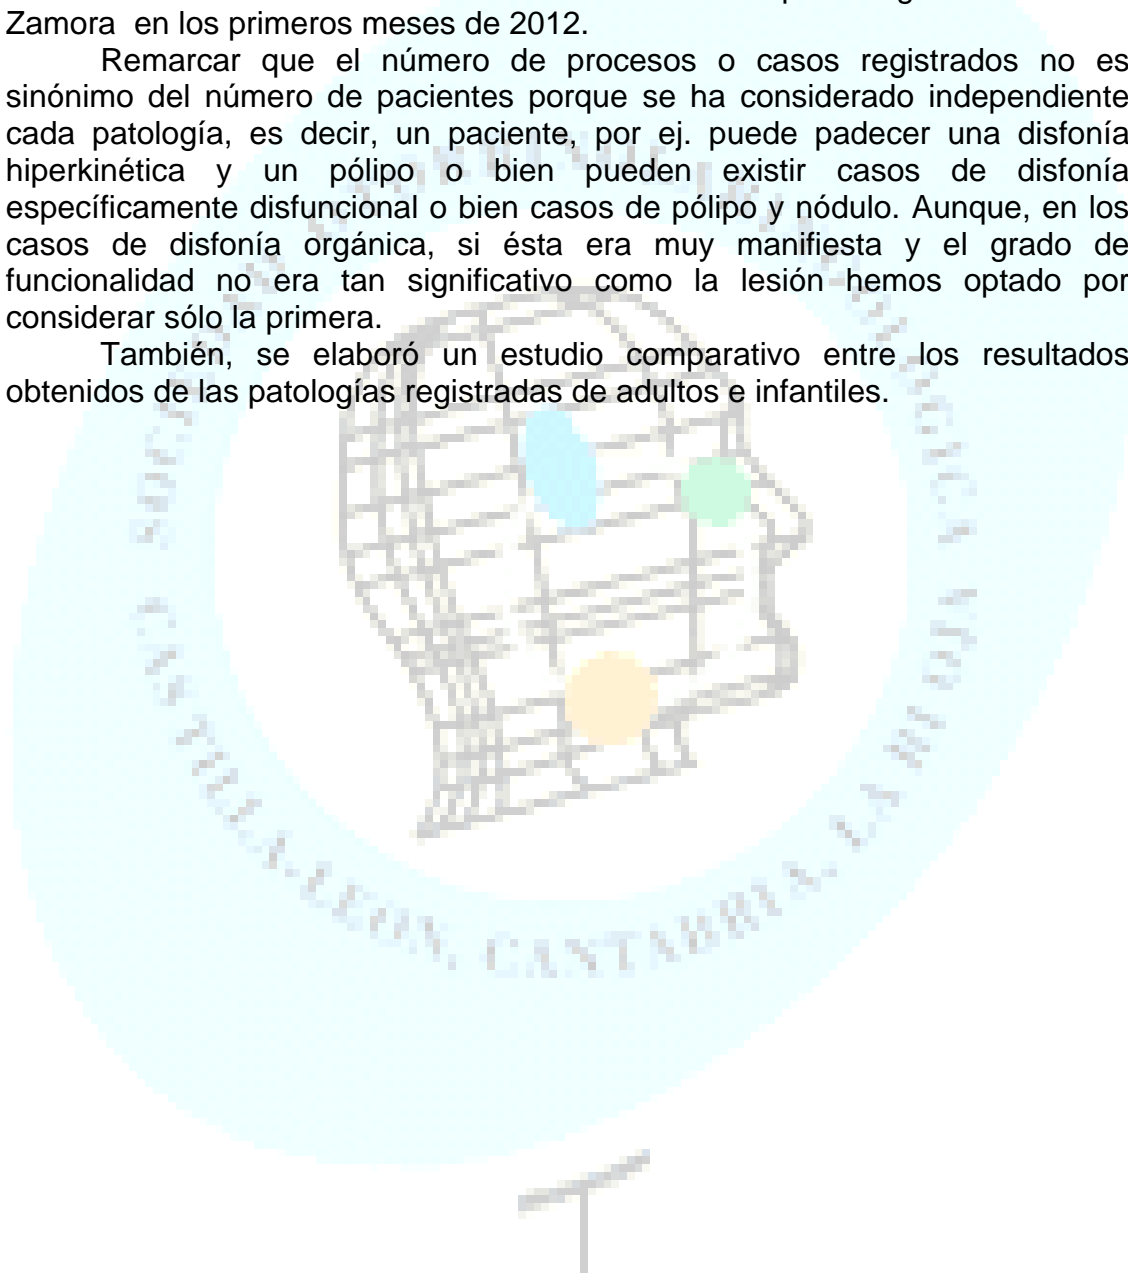 Zamora en los primeros meses de 2012.
Remarcar que el número de procesos o casos registrados no es
sinónimo del número de pacientes porque se ha considerado independiente
cada patología, es decir, un paciente, por ej. puede padecer una disfonía
hiperkinética y un pólipo o bien pueden existir casos de disfonía
específicamente disfuncional o bien casos de pólipo y nódulo. Aunque, en los
casos de disfonía orgánica, si ésta era muy manifiesta y el grado de
funcionalidad no era tan significativo como la lesión hemos optado por
considerar sólo la primera.
También, se elaboró un estudio comparativo entre los resultados
obtenidos de las patologías registradas de adultos e infantiles.
CASTILLA-LEON, CANTABRIA, LA RIOJA